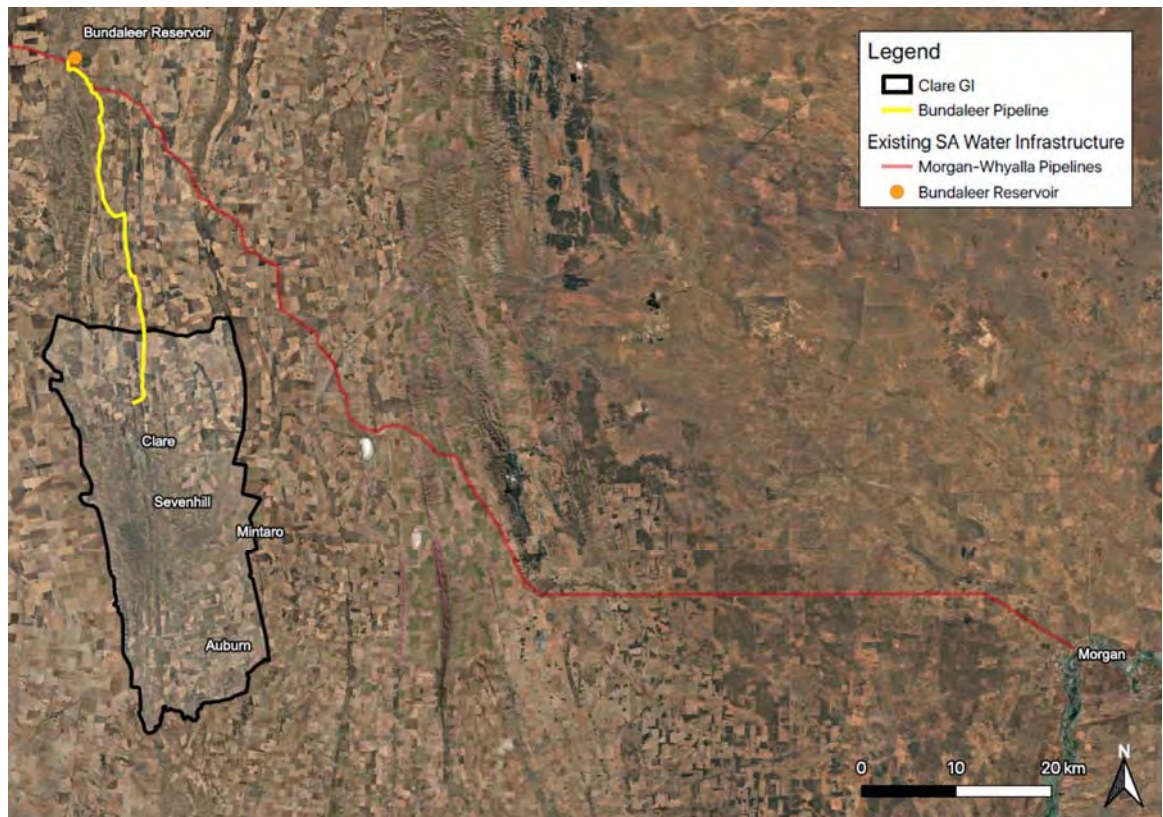 Bundaleer Reservoir
Legend
Clare GI
Bundaleer Pipeline
Existing SA Water Infrastructure
Morgan-Whyalla Pipelines
Bundaleer Reservoir
Clare
Sevenhill
Mintaro
Auburn
Morgan
N
0 10 20 km